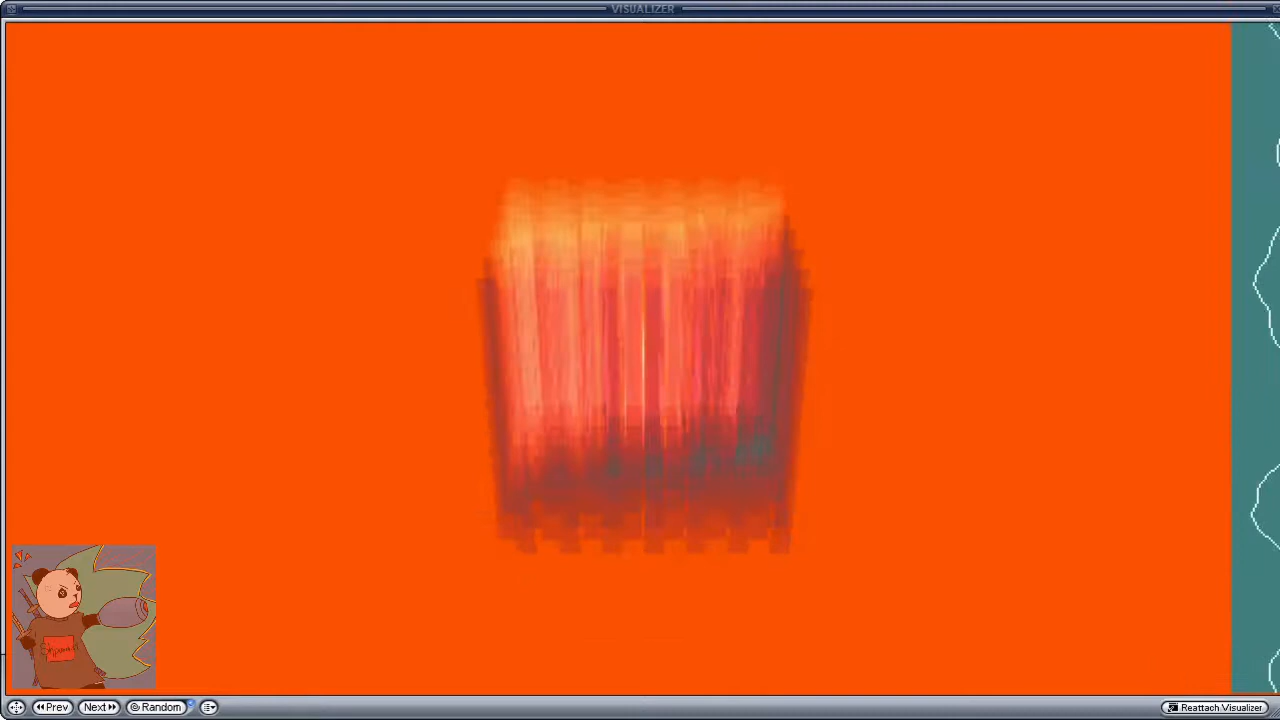 VISUALIZER
Prev
Next
Random
Reattach Visualizer